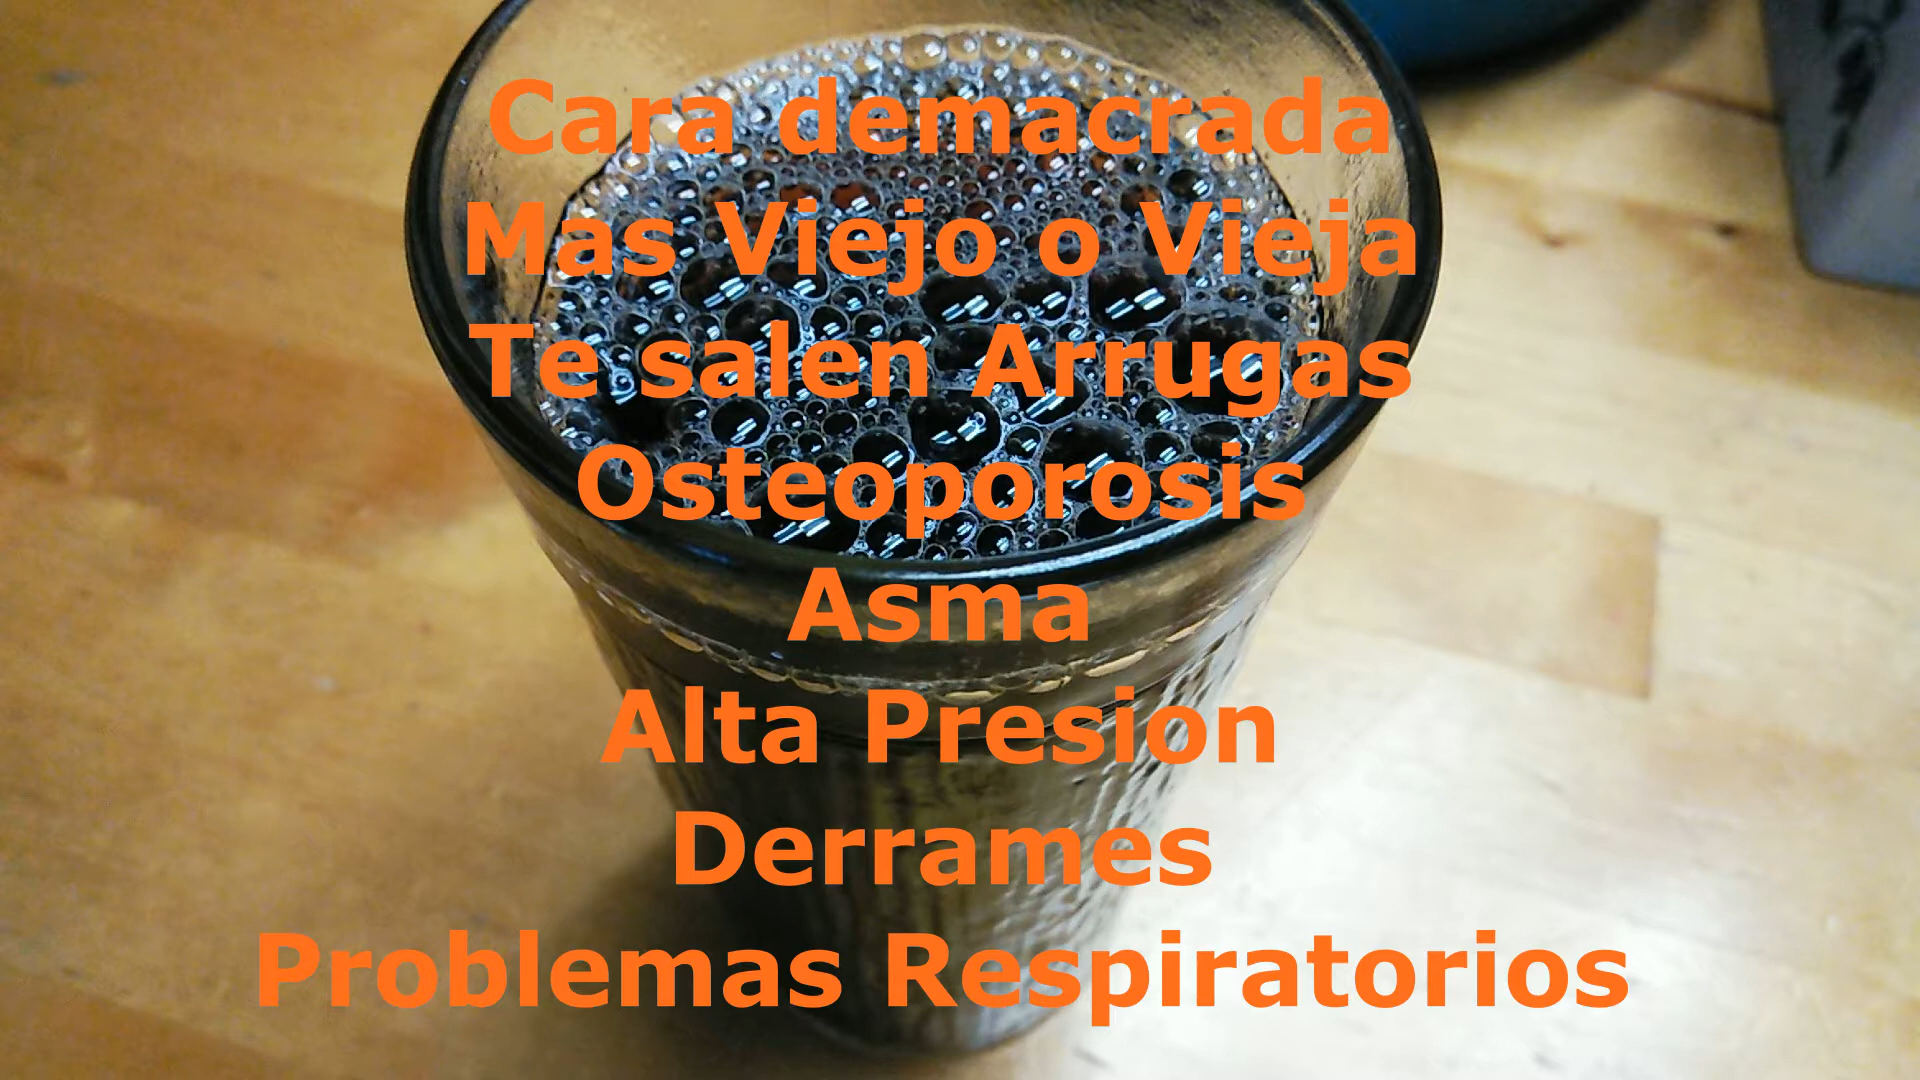 Cara demacrada
Mas Viejo o Vieja
Te salen Arrugas
Osteoporosis
Asma
Alta Presion
Derrames
Problemas Respiratorios